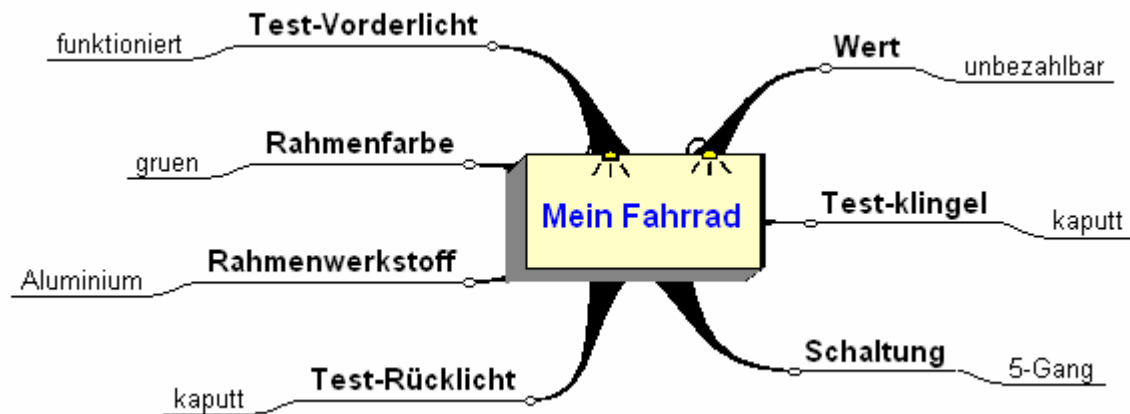 Test-Vorderlicht
funktioniert
Wert
unbezahlbar
Rahmenfarbe
gruen
Mein Fahrrad
Test-klingel
kaputt
Rahmenwerkstoff
Aluminium
Schaltung
5-Gang
Test-Rücklicht
kaputt